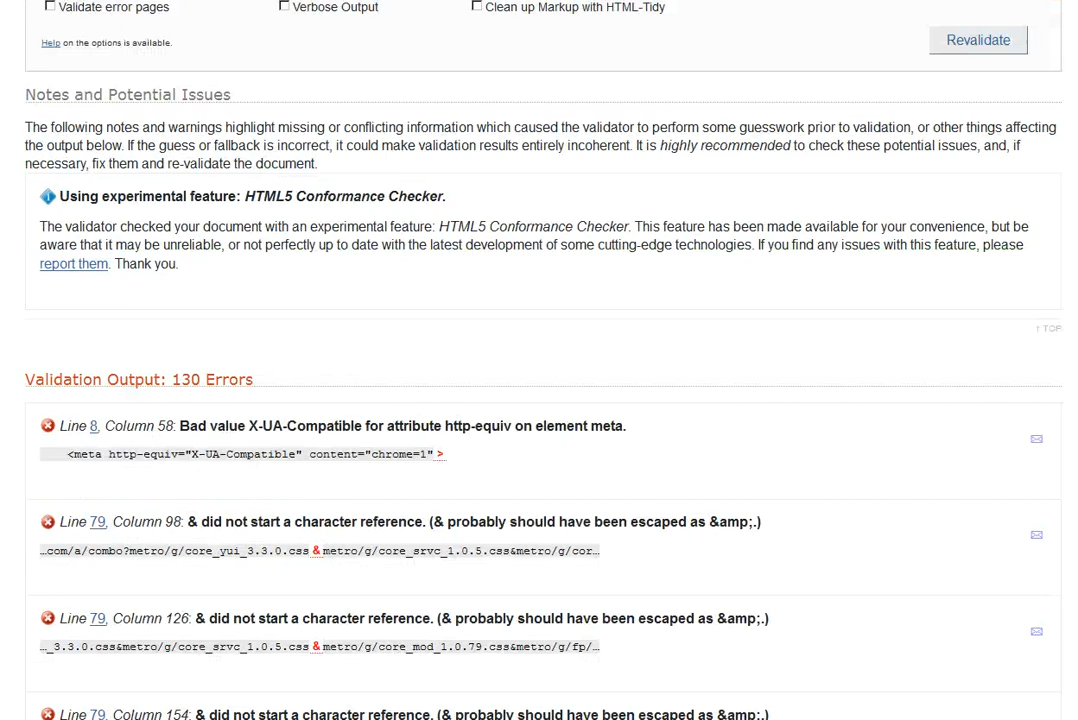 Validate error pages Verbose Output Clean up Markup with HTML-Tidy
Help on the options is available. Revalidate
Notes and Potential Issues
The following notes and warnings highlight missing or conflicting information which caused the validator to perform some guesswork prior to validation, or other things affecting
the output below. If the guess or fallback is incorrect, it could make validation results entirely incoherent. It is highly recommended to check these potential issues, and, if
necessary, fix them and re-validate the document.
Using experimental feature: HTML5 Conformance Checker.
The validator checked your document with an experimental feature: HTML5 Conformance Checker. This feature has been made available for your convenience, but be
aware that it may be unreliable, or not perfectly up to date with the latest development of some cutting-edge technologies. If you find any issues with this feature, please
report them. Thank you.
↑ TOP
Validation Output: 130 Errors
Line 8, Column 58: Bad value X-UA-Compatible for attribute http-equiv on element meta.
<meta http-equiv="X-UA-Compatible" content="chrome=1">
Line 79, Column 98: & did not start a character reference. (& probably should have been escaped as &amp;.)
…com/a/combo?metro/g/core_yui_3.3.0.css&metro/g/core_srvc_1.0.5.css&metro/g/cor…
Line 79, Column 126: & did not start a character reference. (& probably should have been escaped as &amp;.)
…_3.3.0.css&metro/g/core_srvc_1.0.5.css&metro/g/core_mod_1.0.79.css&metro/g/fp/…
Line 79, Column 154: & did not start a character reference. (& probably should have been escaped as &amp;.)